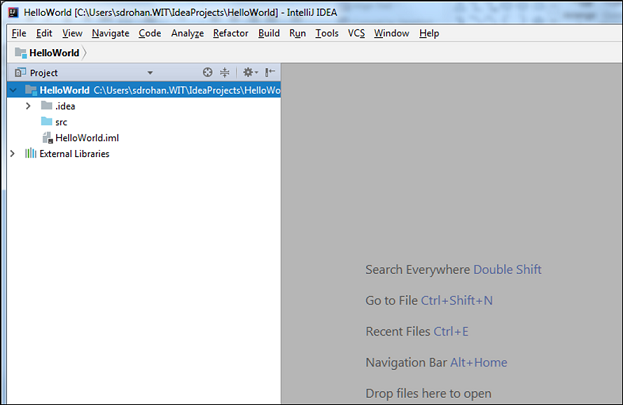 HelloWorld [C:\Users\sdrohan.WIT\IdeaProjects\HelloWorld] - IntelliJ IDEA
File Edit View Navigate Code Analyze Refactor Build Run Tools VCS Window Help
HelloWorld
Project
HelloWorld C:\Users\sdrohan.WIT\IdeaProjects\HelloWo
.idea
src
HelloWorld.iml
External Libraries
Search Everywhere Double Shift
Go to File Ctrl+Shift+N
Recent Files Ctrl+E
Navigation Bar Alt+Home
Drop files here to open